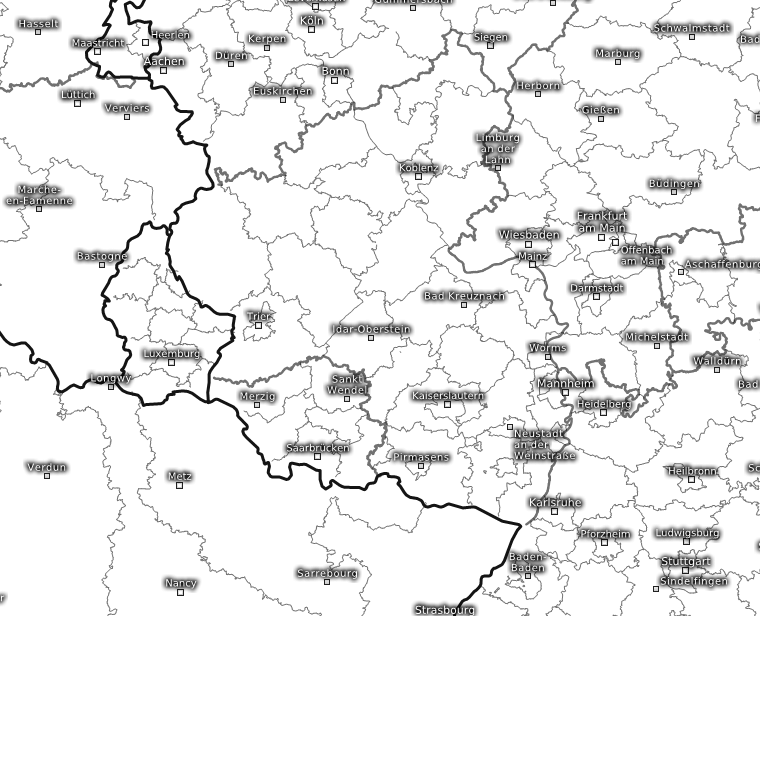 Hasselt
Heerlen
Maastricht
Aachen
Köln
Kerpen
Düren
Bonn
Euskirchen
Siegen
Schwalmstadt
Marburg
Herborn
Gießen
Lüttich
Verviers
Limburg
an der
Lahn
Koblenz
Büdingen
Marche-
en-Famenne
Frankfurt
am Main
Offenbach
am Main
Wiesbaden
Mainz
Bastogne
Aschaffenburg
Darmstadt
Bad Kreuznach
Trier
Idar-Oberstein
Michelstadt
Worms
Luxemburg
Walldürn
Longwy
Sankt
Wendel
Mannheim
Merzig
Kaiserslautern
Heidelberg
Neustadt
an der
Weinstraße
Saarbrücken
Pirmasens
Verdun
Metz
Heilbronn
Karlsruhe
Pforzheim
Ludwigsburg
Baden-
Baden
Stuttgart
Sindelfingen
Nancy
Sarrebourg
Strasbourg